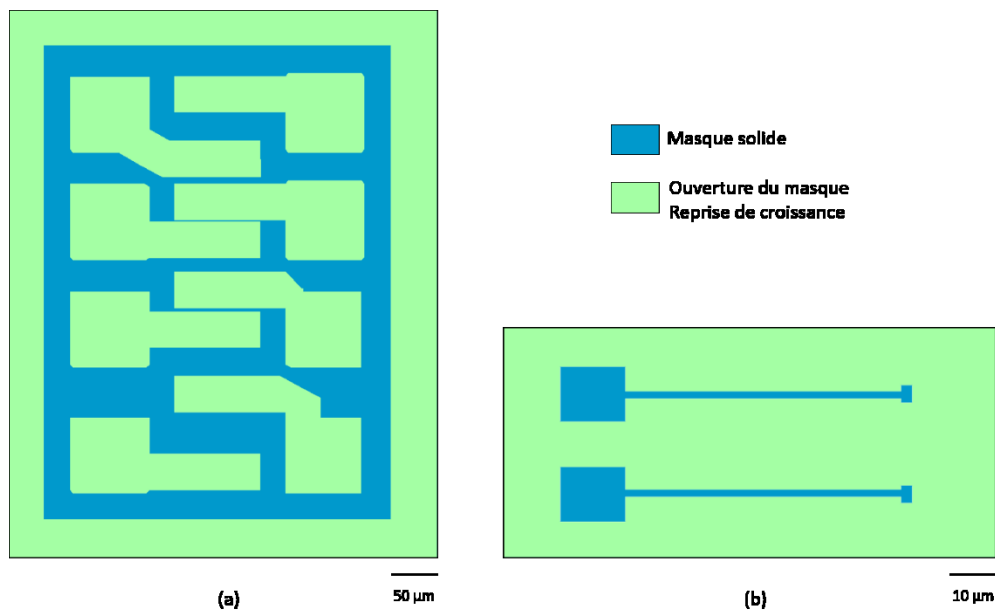 Masque solide
Ouverture du masque
Reprise de croissance
50 µm
10 µm
(a)
(b)